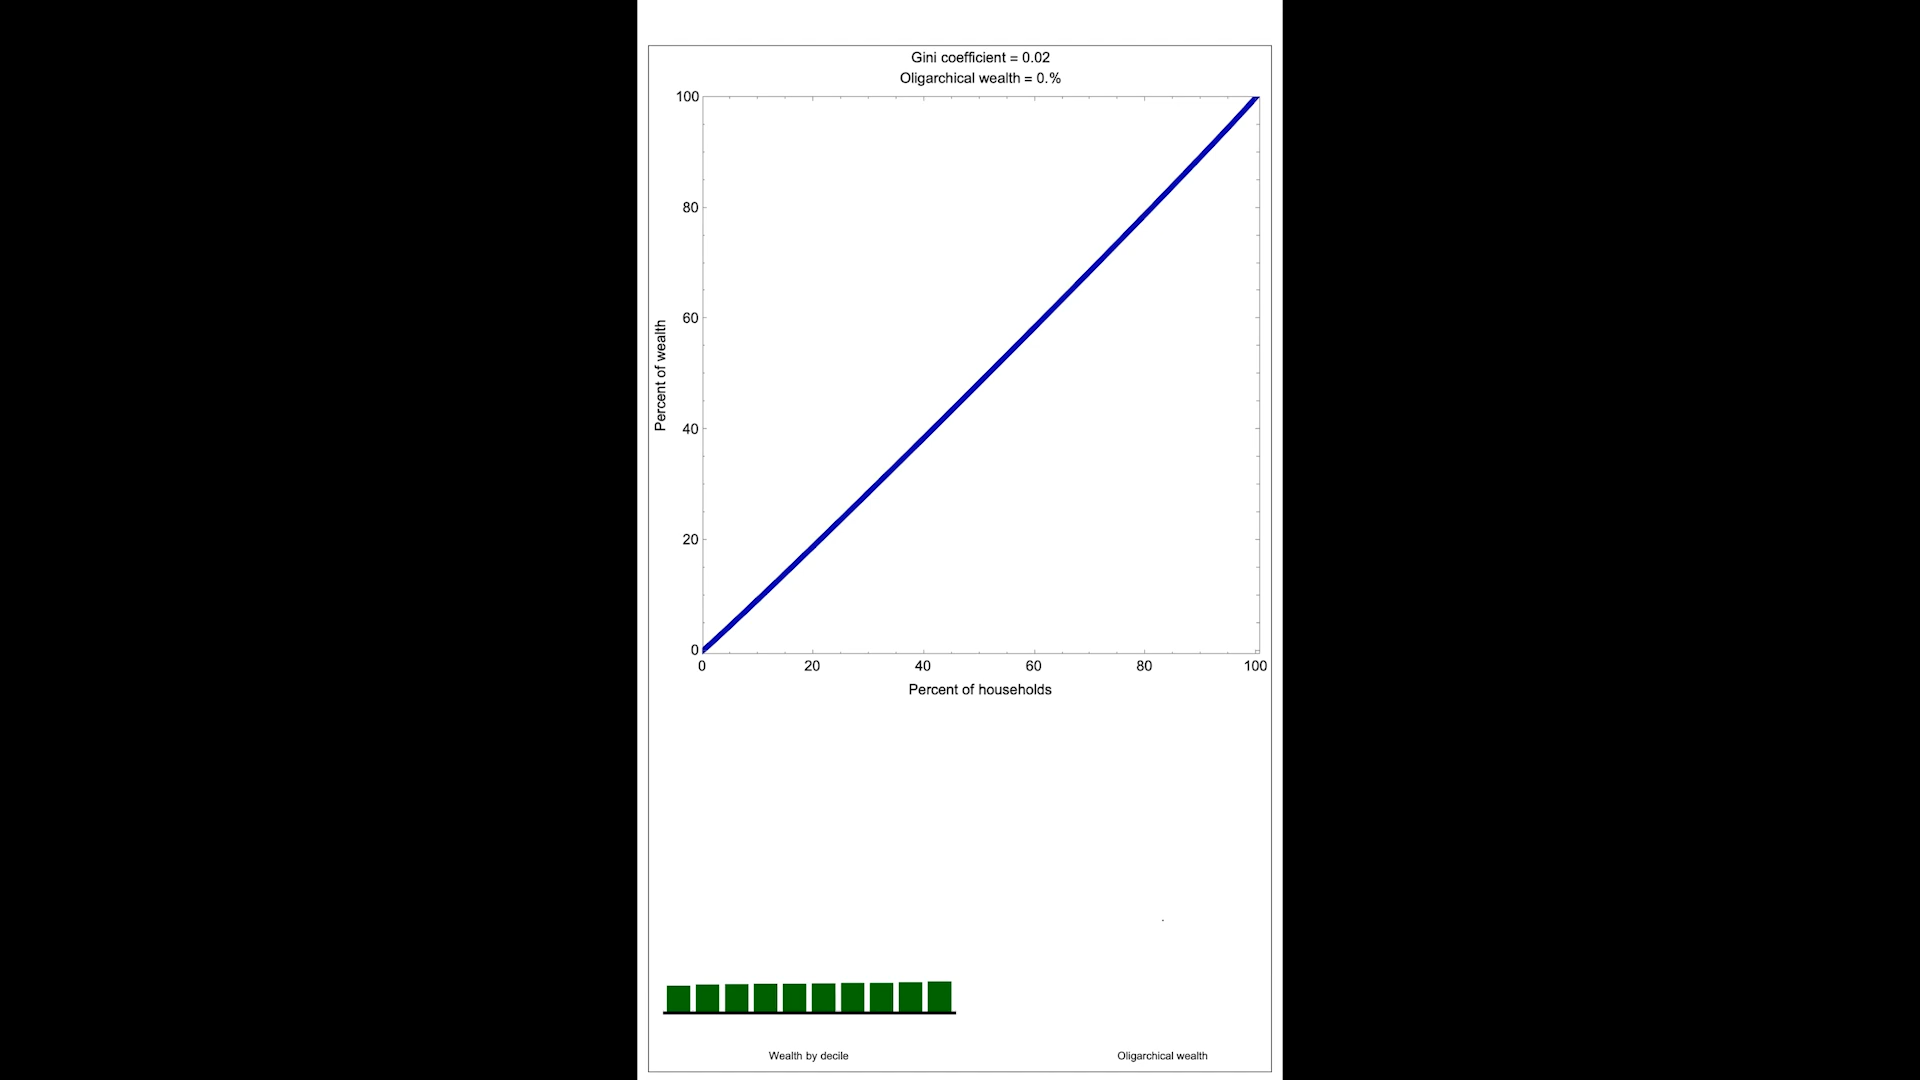 Gini coefficient = 0.02
Oligarchical wealth = 0.%
100
80
60
40
20
0
Percent of wealth
0 20 40 60 80 100
Percent of households
Wealth by decile
Oligarchical wealth